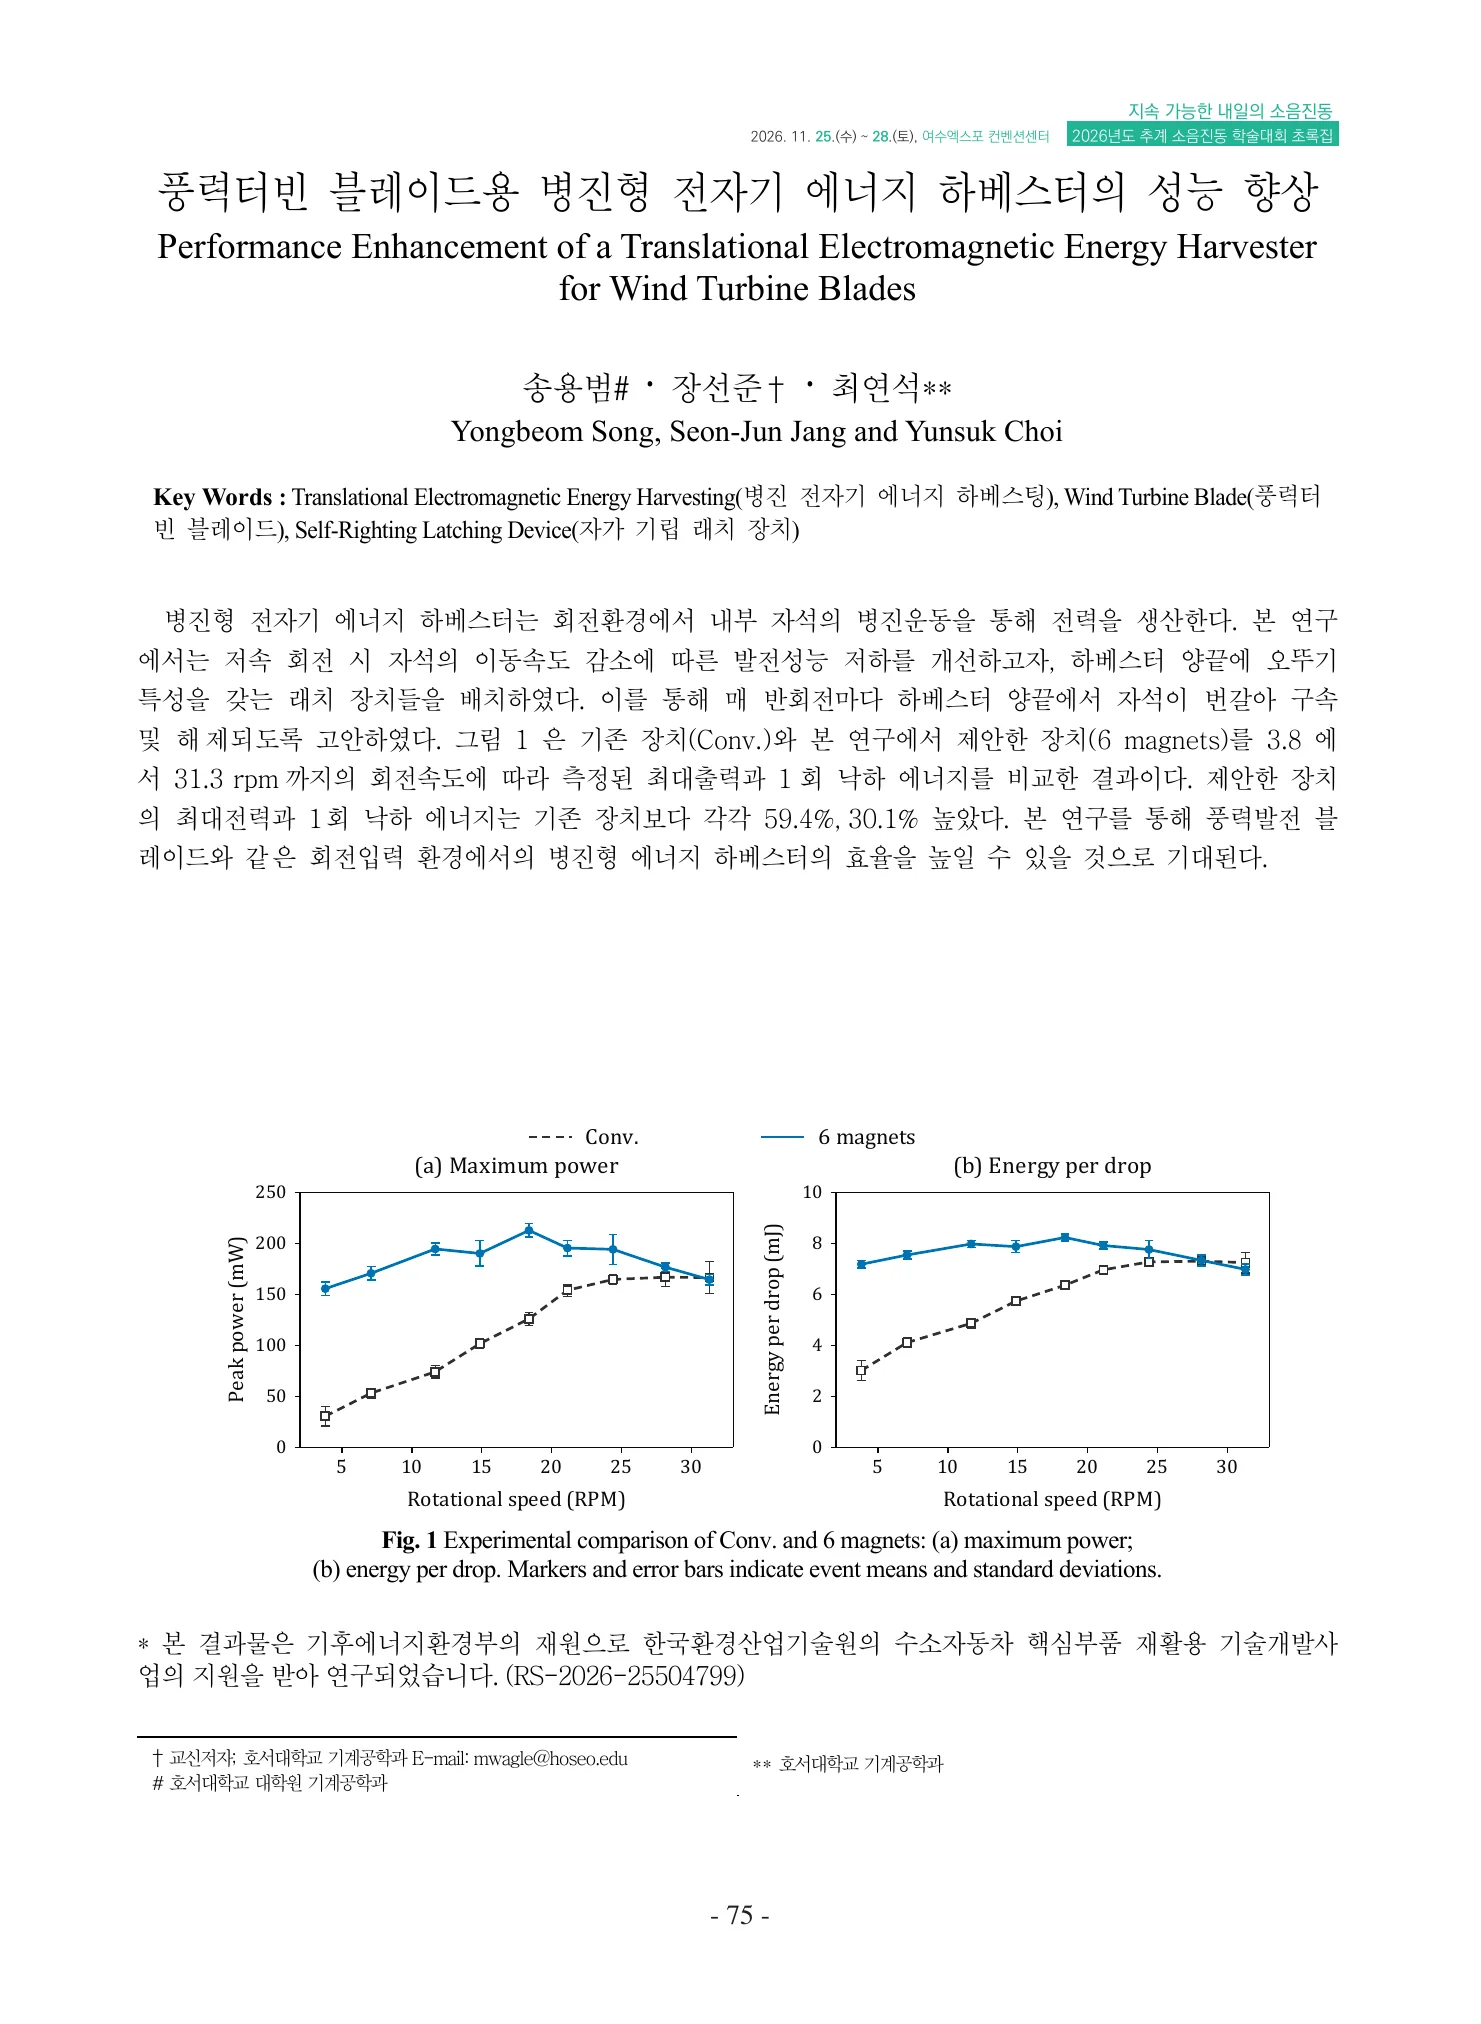 지속 가능한 내일의 소음진동
2026. 11. 25.(수) ~ 28.(토), 여수엑스포 컨벤션센터 2026년도 추계 소음진동 학술대회 초록집
풍력터빈 블레이드용 병진형 전자기 에너지 하베스터의 성능 향상
Performance Enhancement of a Translational Electromagnetic Energy Harvester
for Wind Turbine Blades
송용범# · 장선준† · 최연석**
Yongbeom Song, Seon-Jun Jang and Yunsuk Choi
Key Words : Translational Electromagnetic Energy Harvesting(병진 전자기 에너지 하베스팅), Wind Turbine Blade(풍력터
빈 블레이드), Self-Righting Latching Device(자가 기립 래치 장치)
병진형 전자기 에너지 하베스터는 회전환경에서 내부 자석의 병진운동을 통해 전력을 생산한다. 본 연구
에서는 저속 회전 시 자석의 이동속도 감소에 따른 발전성능 저하를 개선하고자, 하베스터 양끝에 오뚜기
특성을 갖는 래치 장치들을 배치하였다. 이를 통해 매 반회전마다 하베스터 양끝에서 자석이 번갈아 구속
및 해제되도록 고안하였다. 그림 1 은 기존 장치(Conv.)와 본 연구에서 제안한 장치(6 magnets)를 3.8 에
서 31.3 rpm 까지의 회전속도에 따라 측정된 최대출력과 1 회 낙하 에너지를 비교한 결과이다. 제안한 장치
의 최대전력과 1회 낙하 에너지는 기존 장치보다 각각 59.4%, 30.1% 높았다. 본 연구를 통해 풍력발전 블
레이드와 같은 회전입력 환경에서의 병진형 에너지 하베스터의 효율을 높일 수 있을 것으로 기대된다.
Conv. 6 magnets
(a) Maximum power
Peak power (mW)
250
200
150
100
50
0
5 10 15 20 25 30
Rotational speed (RPM)
(b) Energy per drop
Energy per drop (mJ)
10
8
6
4
2
0
5 10 15 20 25 30
Rotational speed (RPM)
Fig. 1 Experimental comparison of Conv. and 6 magnets: (a) maximum power;
(b) energy per drop. Markers and error bars indicate event means and standard deviations.
* 본 결과물은 기후에너지환경부의 재원으로 한국환경산업기술원의 수소자동차 핵심부품 재활용 기술개발사
업의 지원을 받아 연구되었습니다. (RS-2026-25504799)
† 교신저자; 호서대학교 기계공학과 E-mail: mwagle@hoseo.edu
# 호서대학교 대학원 기계공학과
** 호서대학교 기계공학과
- 75 -